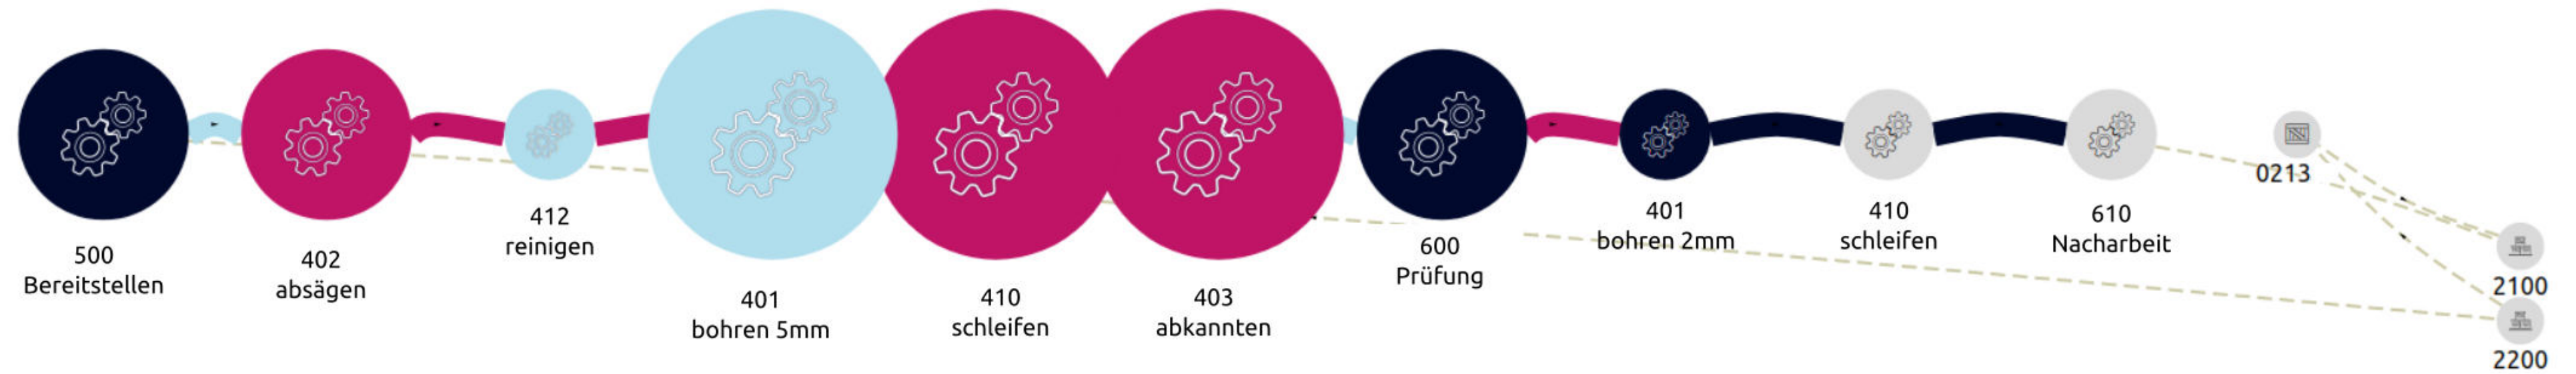 500
Bereitstellen
402
absägen
412
reinigen
401
bohren 5mm
410
schleifen
403
abkannten
600
Prüfung
401
bohren 2mm
410
schleifen
610
Nacharbeit
0213
2100
2200